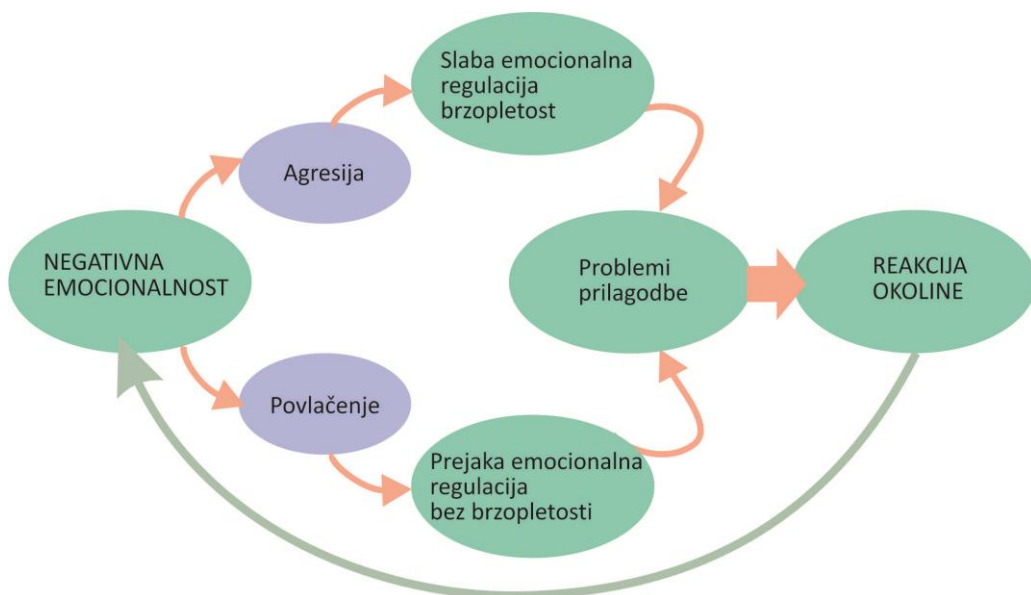 Slaba emocionalna
regulacija
brzopletost
Agresija
NEGATIVNA
EMOCIONALNOST
Problemi
prilagodbe
REAKCIJA
OKOLINE
Povlačenje
Prejaka emocionalna
regulacija
bez brzopletosti